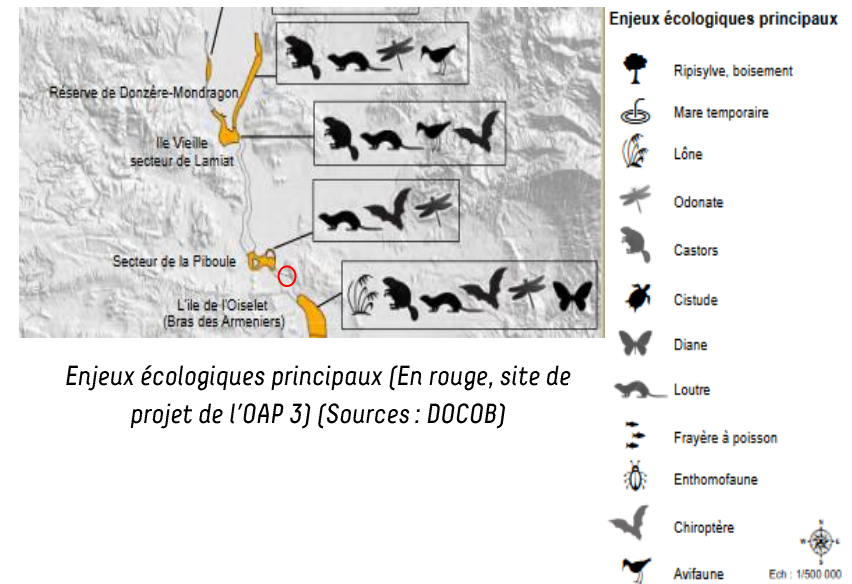 Enjeux écologiques principaux
Réserve de Donzère-Mondragon
Ile Vieille
secteur de Lamiat
Secteur de la Piboule
L'ile de l'Oiselet
(Bras des Armeniers)
Ripisylve, boisement
Mare temporaire
Lône
Odonate
Castors
Cistude
Diane
Loutre
Frayère à poisson
Enthomofaune
Chiroptère
Avifaune
N
W
E
S
Ech : 1/500 000
Enjeux écologiques principaux (En rouge, site de
projet de l'OAP 3) (Sources : DOCOB)